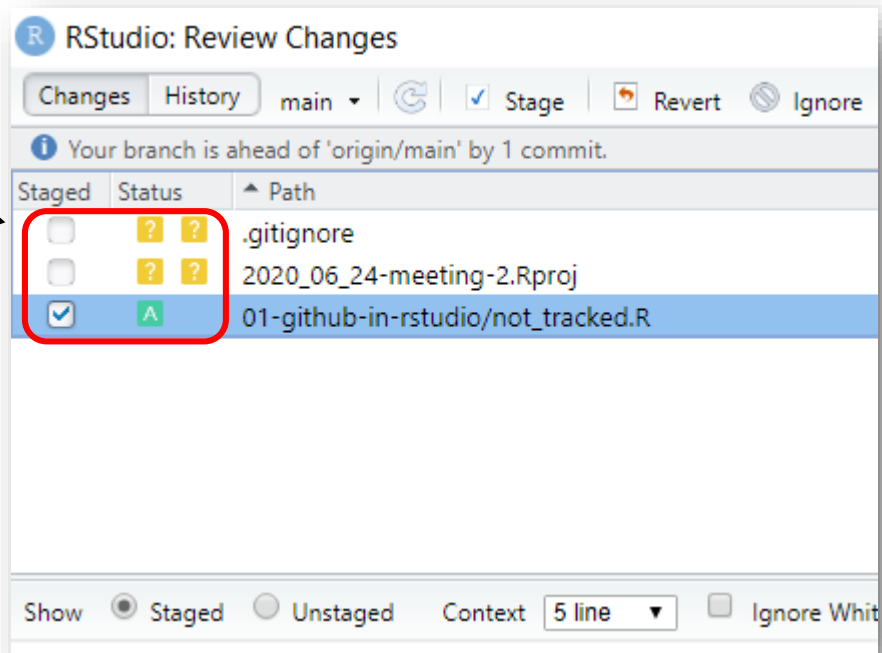 R RStudio: Review Changes
Changes History main Stage Revert Ignore
i Your branch is ahead of 'origin/main' by 1 commit.
Staged Status Path
? ? .gitignore
? ? 2020_06_24-meeting-2.Rproj
A 01-github-in-rstudio/not_tracked.R
Show Staged Unstaged Context 5 line Ignore Whit